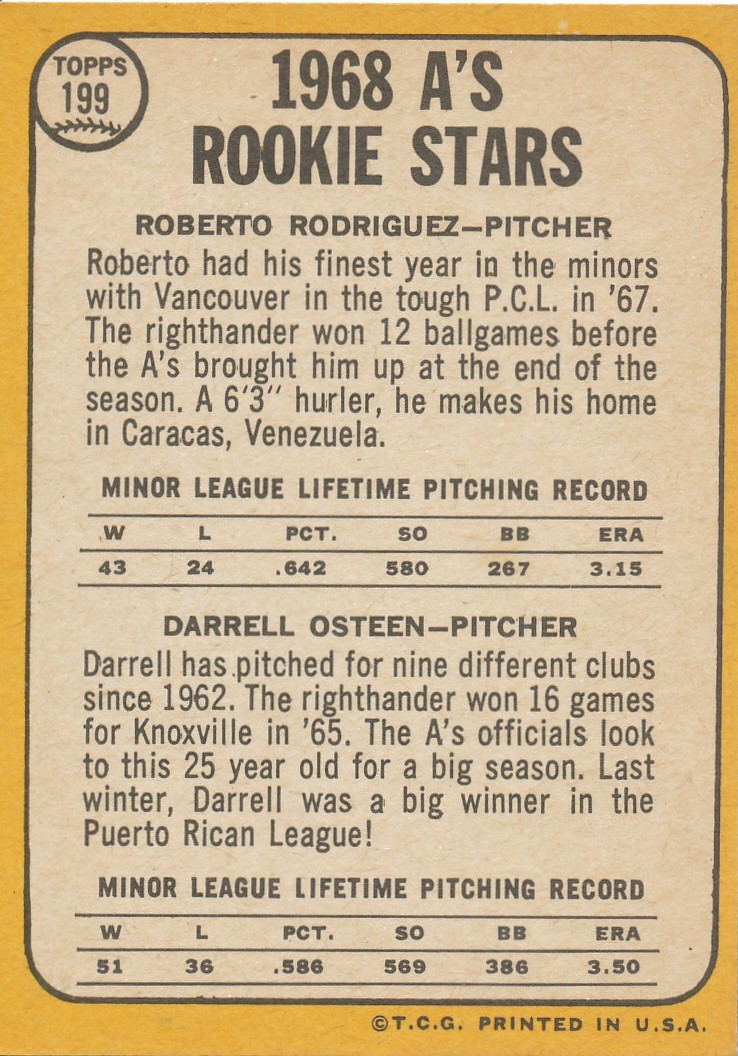 TOPPS
199
1968 A'S
ROOKIE STARS
ROBERTO RODRIGUEZ—PITCHER
Roberto had his finest year in the minors
with Vancouver in the tough P.C.L. in '67.
The righthander won 12 ballgames before
the A's brought him up at the end of the
season. A 6'3" hurler, he makes his home
in Caracas, Venezuela.
MINOR LEAGUE LIFETIME PITCHING RECORD
W L PCT. SO BB ERA
43 24 .642 580 267 3.15
DARRELL OSTEEN—PITCHER
Darrell has pitched for nine different clubs
since 1962. The righthander won 16 games
for Knoxville in '65. The A's officials look
to this 25 year old for a big season. Last
winter, Darrell was a big winner in the
Puerto Rican League!
MINOR LEAGUE LIFETIME PITCHING RECORD
W L PCT. SO BB ERA
51 36 .586 569 386 3.50
©T.C.G. PRINTED IN U.S.A.